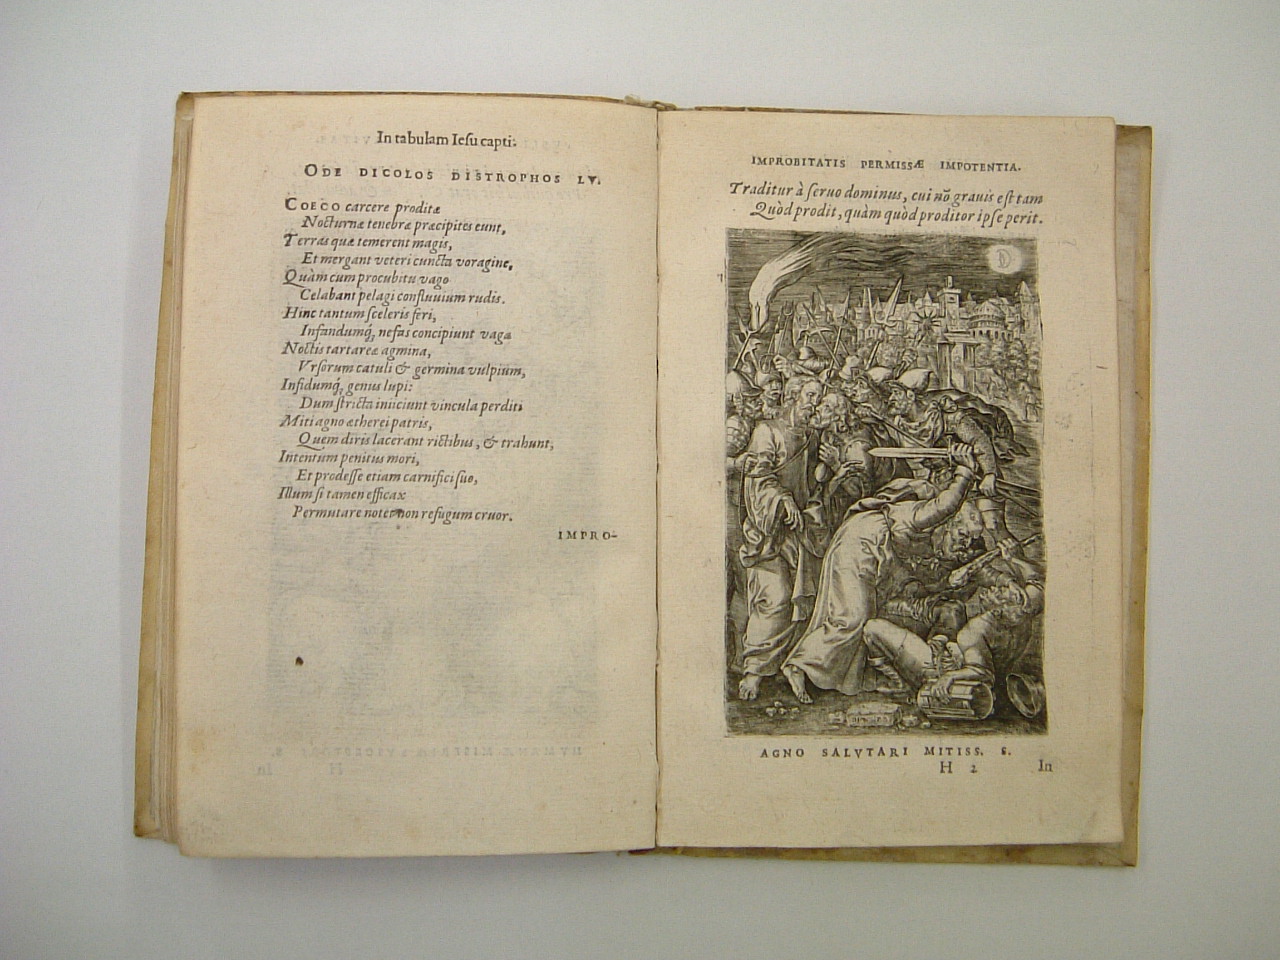 In tabulam Iesu capti:
ODE DICOLOS DISTROPHOS LV.
COECO carcere proditæ
Nocturnæ tenebræ præcipites eunt,
Terras quæ temerent magis,
Et mergant veteri cuncta voragine,
Quàm cum procubitu vago
Celabant pelagi confluuium rudis.
Hinc tantum sceleris feri,
Infandumq́; nefas concipiunt vagæ
Noctis tartareæ agmina,
Vrsorum catuli & germina vulpium,
Infidumq́; genus lupi:
Dum stricta iniiciunt vincula perditi
Miti agno ætherei patris,
Quem diris lacerant rictibus, & trahunt,
Intentum penitus mori,
Et prodesse etiam carnifici suo,
Illum si tamen efficax
Permutare notet non refugum cruor.
IMPRO-
IMPROBITATIS PERMISSÆ IMPOTENTIA.
Traditur à seruo dominus, cui nō grauis est tam
Quòd prodit, quàm quòd proditor ipse perit.
AGNO SALVTARI MITISS. S.
H 2
In